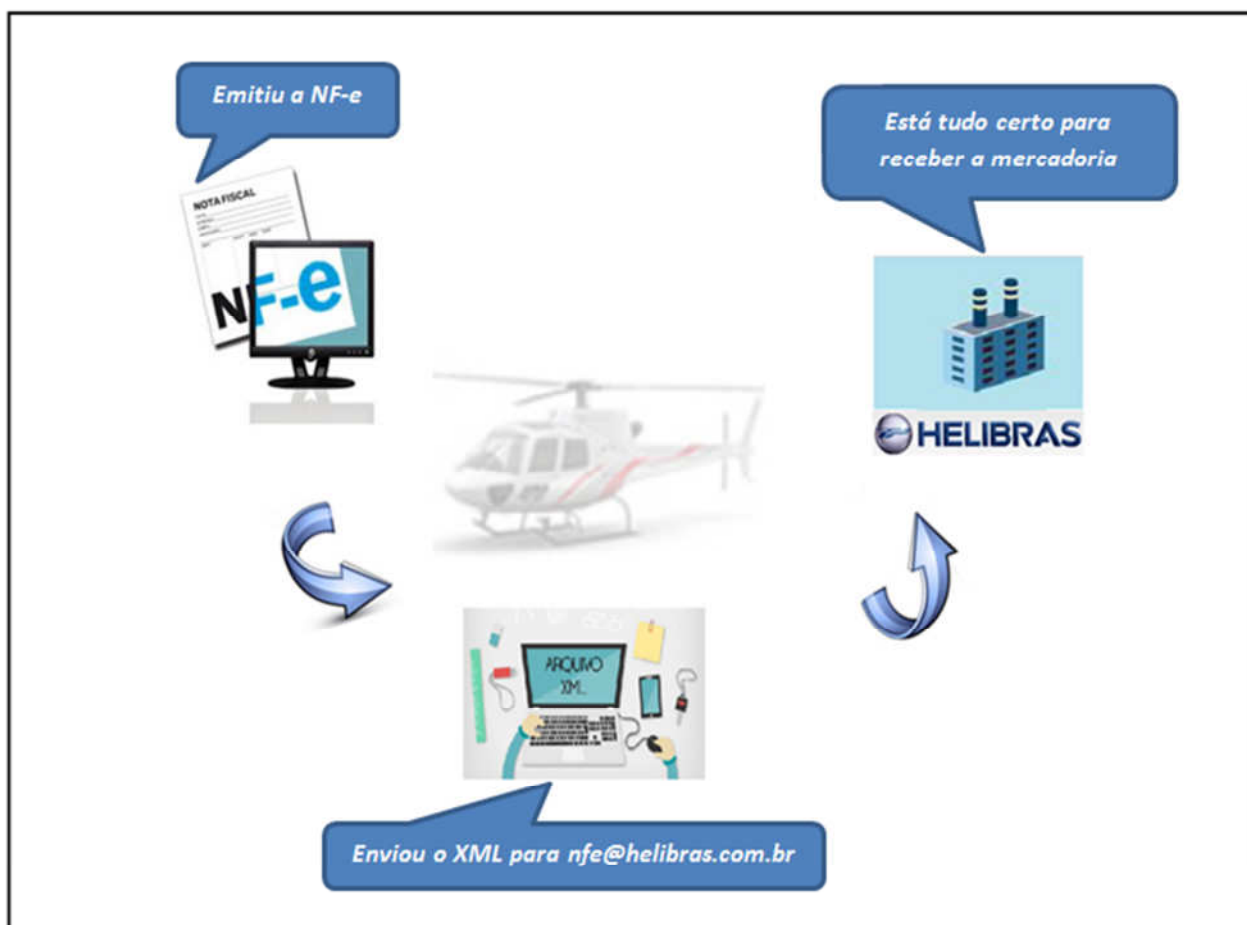 Emitiu a NF-e
Está tudo certo para
receber a mercadoria
NOTA FISCAL
NF-e
HELIBRAS
ARQUIVO
XML
Enviou o XML para nfe@helibras.com.br